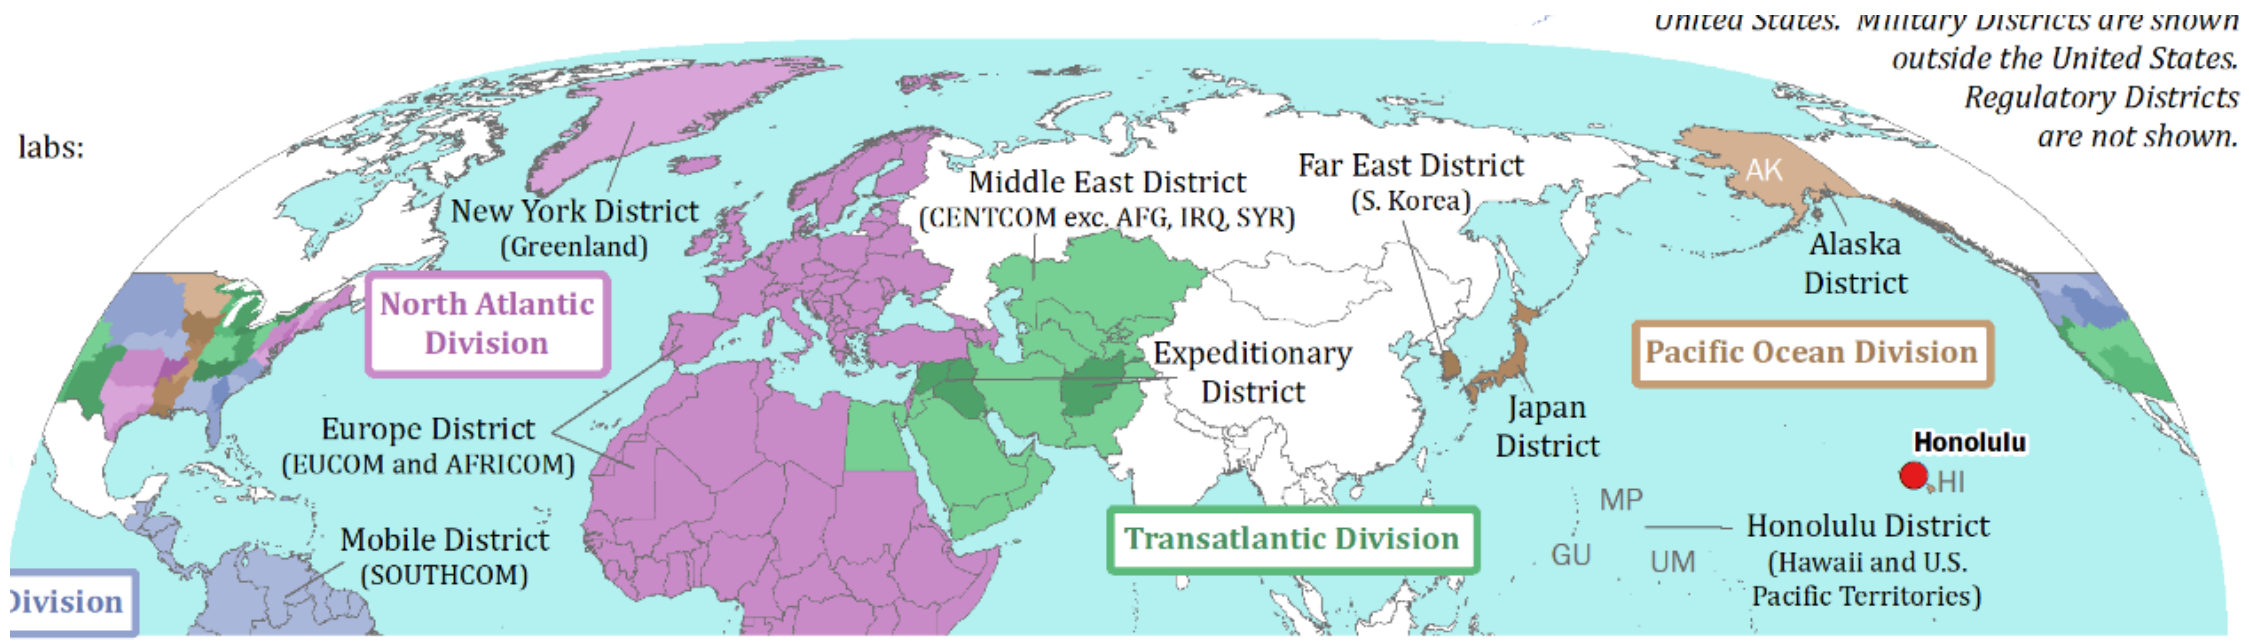 United States. Military Districts are shown
outside the United States.
Regulatory Districts
are not shown.
labs:
New York District
(Greenland)
Middle East District
(CENTCOM exc. AFG, IRQ, SYR)
Far East District
(S. Korea)
AK
Alaska
District
North Atlantic
Division
Pacific Ocean Division
Expeditionary
District
Japan
District
Europe District
(EUCOM and AFRICOM)
Honolulu
HI
MP
GU
UM
Honolulu District
(Hawaii and U.S.
Pacific Territories)
Transatlantic Division
Mobile District
(SOUTHCOM)
Division